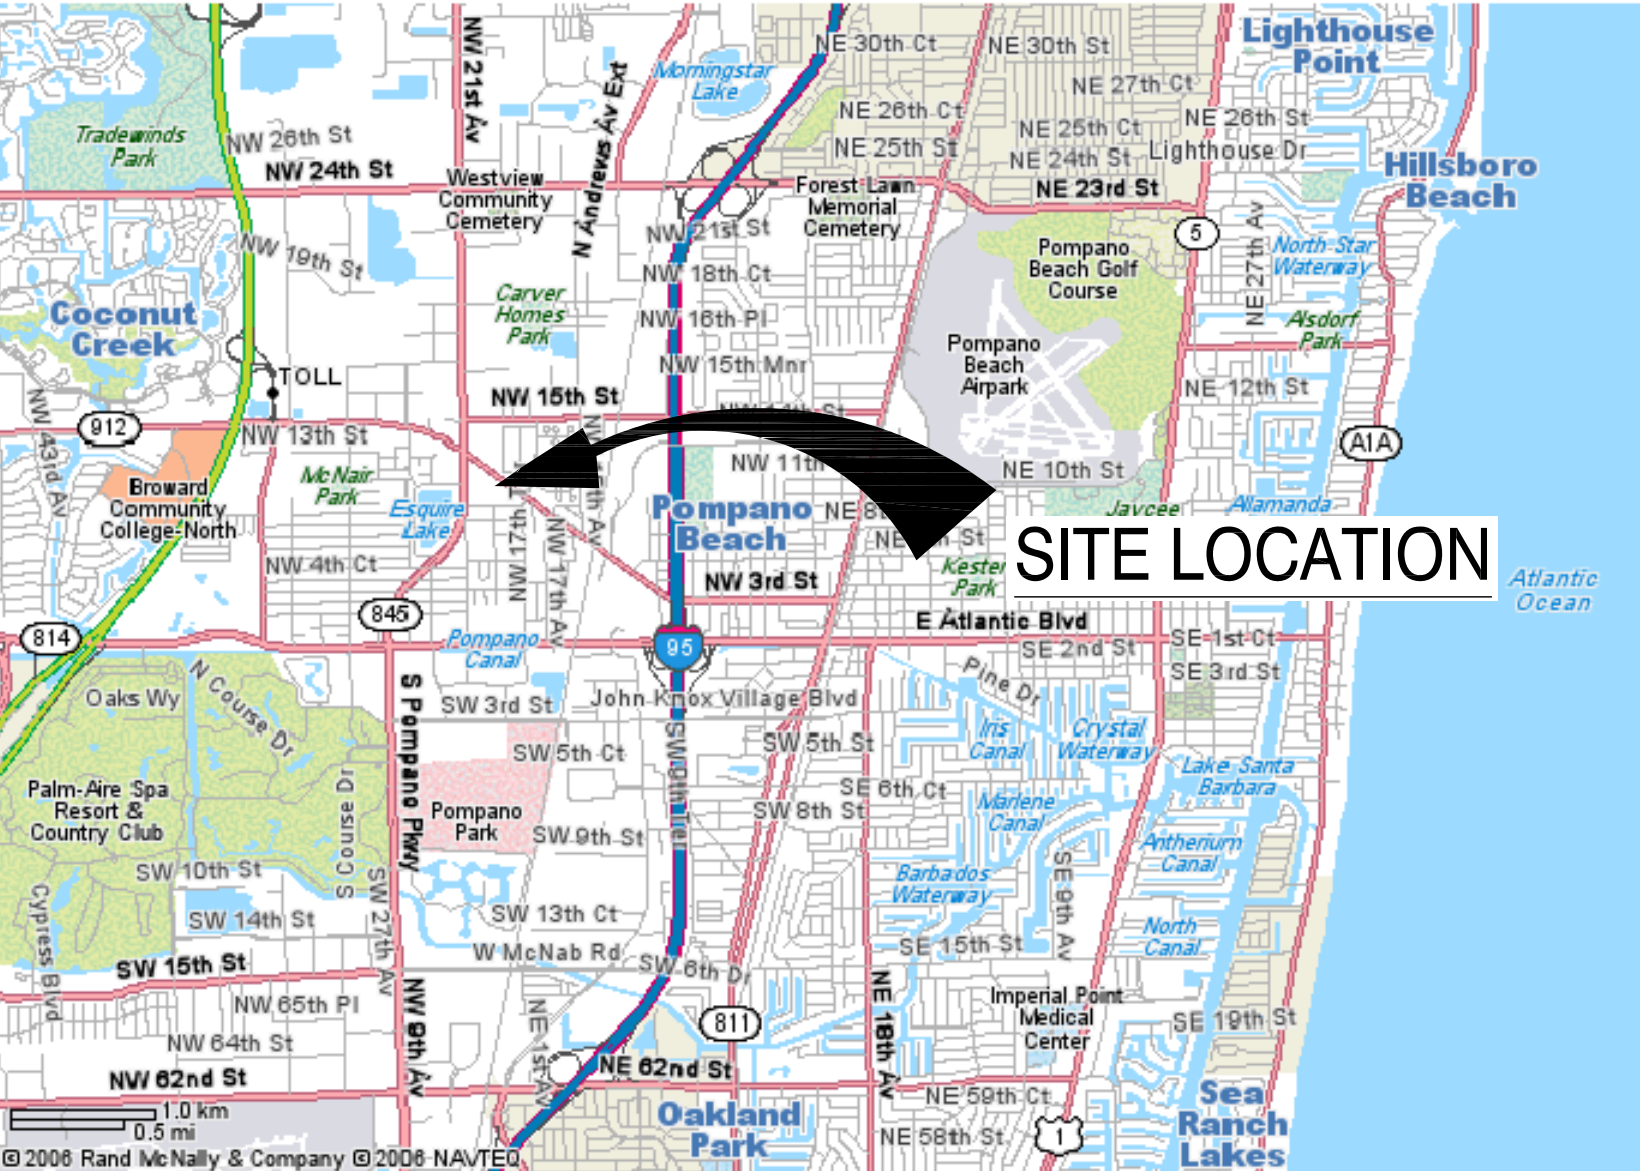 Lighthouse
Point
NE 30th Ct
NE 30th St
NW 21st Av
N Andrews Av Ext
Morningstar
Lake
NE 27th Ct
NE 26th Ct
NE 26th St
Tradewinds
Park
NW 26th St
NE 25th Ct
NE 25th St
NE 24th St
Lighthouse Dr
NW 24th St
Westview
Community
Cemetery
Forest Lawn
Memorial
Cemetery
NE 23rd St
Hillsboro
Beach
NW 21st St
5
NE 27th Av
North Star
Waterway
NW 19th St
NW 18th Ct
Pompano
Beach Golf
Course
Carver
Homes
Park
Coconut
Creek
NW 16th Pl
Alsdorf
Park
Pompano
Beach
Airpark
NW 15th Mnr
TOLL
NW 15th St
NE 12th St
NW 43rd Av
912
NW 13th St
A1A
NW 11th
NE 10th St
McNair
Park
Broward
Community
College-North
Esquire
Lake
Pompano
Beach
NE 8
Jaycee
Allamanda
NW 17th
NW 17th Av
SITE LOCATION
NW 4th Ct
NW 3rd St
Kester
Park
Atlantic
Ocean
845
E Atlantic Blvd
814
Pompano
Canal
95
SE 1st Ct
SE 2nd St
SE 3rd St
Oaks Wy
N Course Dr
S Pompano Pkwy
SW 3rd St
John Knox Village Blvd
Pine Dr
Iris
Canal
Crystal
Waterway
SW 5th Ct
SW 9th Ter
SW 5th St
Lake Santa
Barbara
Palm-Aire Spa
Resort &
Country Club
S Course Dr
Pompano
Park
SE 6th Ct
SW 8th St
Marlene
Canal
SW 9th St
Antherium
Canal
SW 10th St
SW 27th Av
Barbados
Waterway
SE 9th Av
Cypress Blvd
SW 14th St
SW 13th Ct
North
Canal
W McNab Rd
SE 15th St
SW 15th St
SW 6th Dr
NW 65th Pl
NW 9th Av
NE 1st Av
811
NE 18th Av
Imperial Point
Medical
Center
SE 19th St
NW 64th St
NW 62nd St
NE 62nd St
NE 59th Ct
Sea
Ranch
Lakes
1.0 km
0.5 mi
Oakland
Park
NE 58th St
1
© 2006 Rand McNally & Company © 2006 NAVTEQ